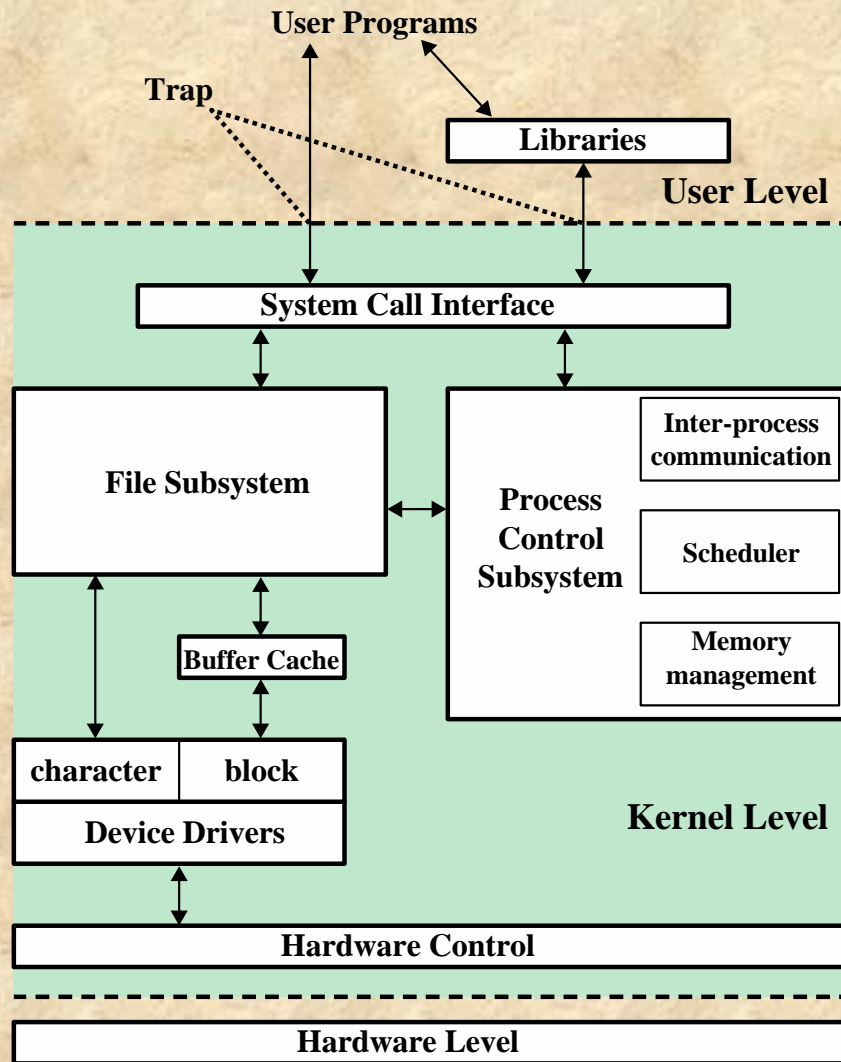 User Programs
Trap
Libraries
User Level
System Call Interface
File Subsystem
Process
Control
Subsystem
Inter-process
communication
Scheduler
Memory
management
Buffer Cache
character
block
Device Drivers
Kernel Level
Hardware Control
Hardware Level